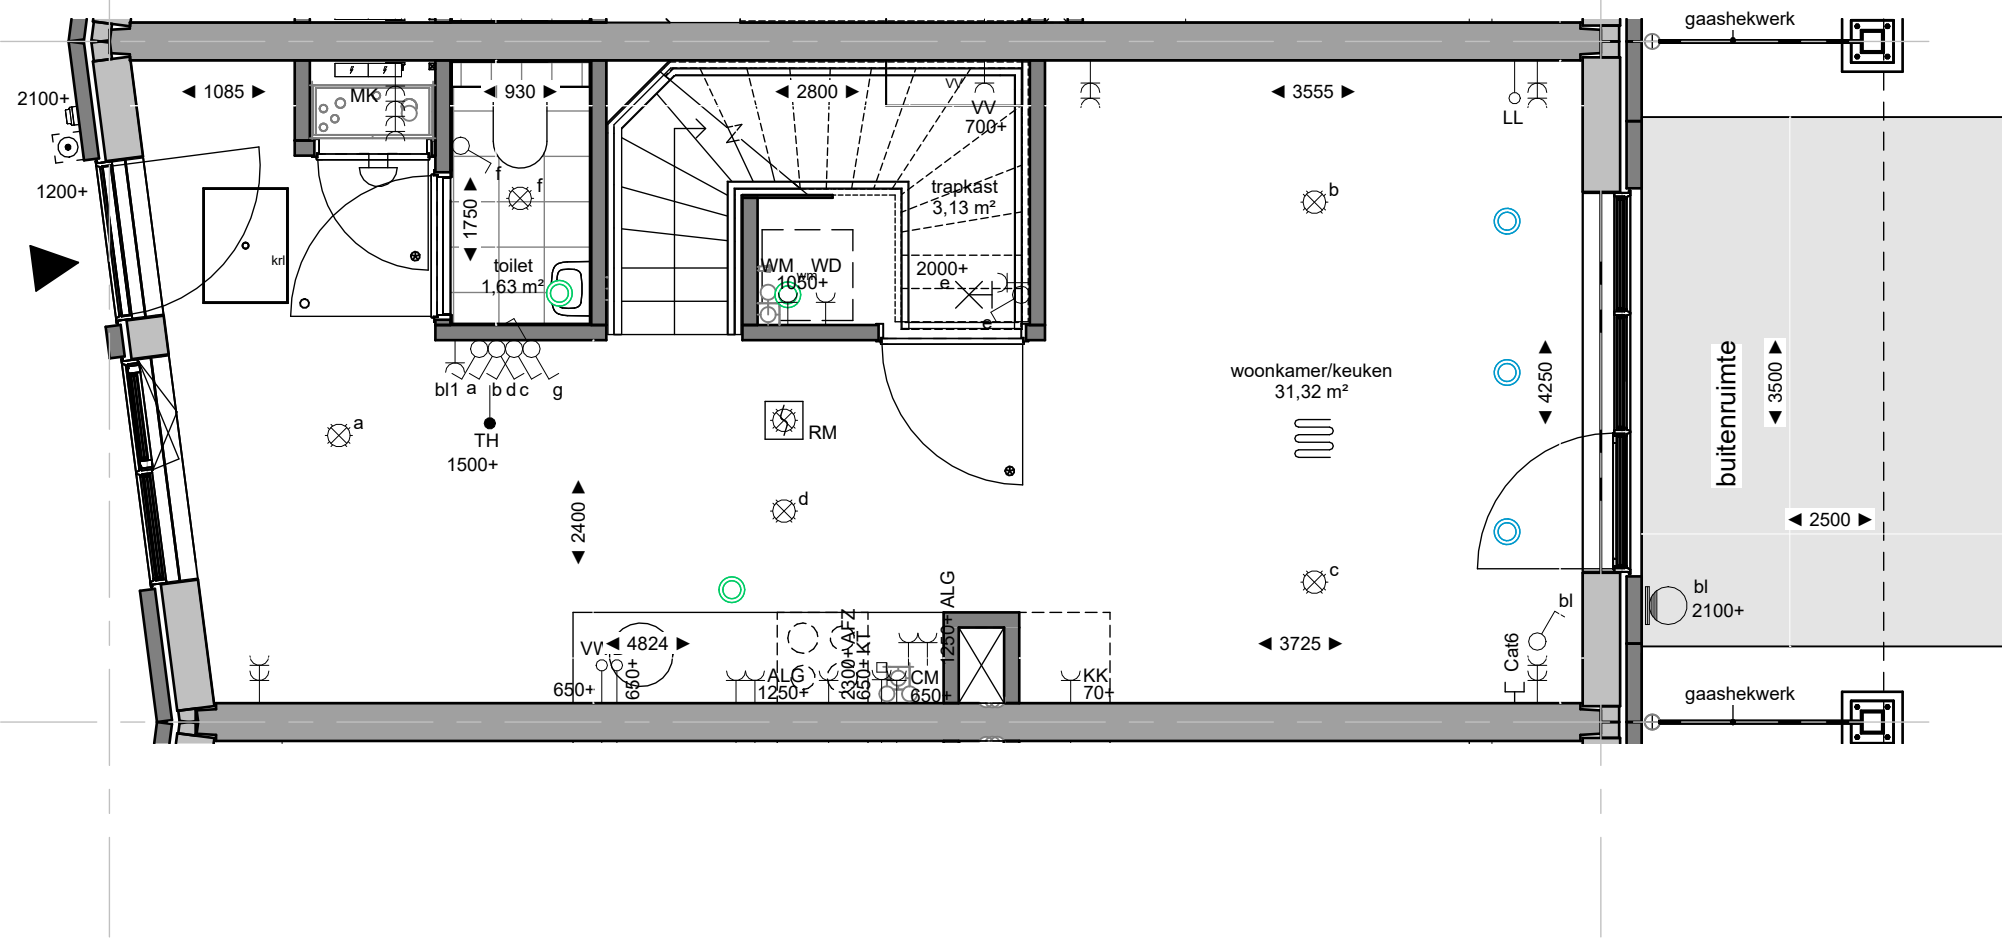 gaashekwerk
2100+
1200+
1085
MK
930
2800
VV
VV
700+
3555
LL
f
f
1750
toilet
1,63 m²
krl
trapkast
3,13 m²
b
WM
WD
wm
1050+
2000+
e
e
bl1
a
b
d
c
g
a
TH
1500+
RM
woonkamer/keuken
31,32 m²
4250
buitenruimte
3500
2500
2400
d
c
bl
bl
2100+
4824
650+
650+
ALG
1250+
2300+ AFZ
650+ KT
CM
650+
1250+ ALG
KK
70+
3725
Cat6
gaashekwerk